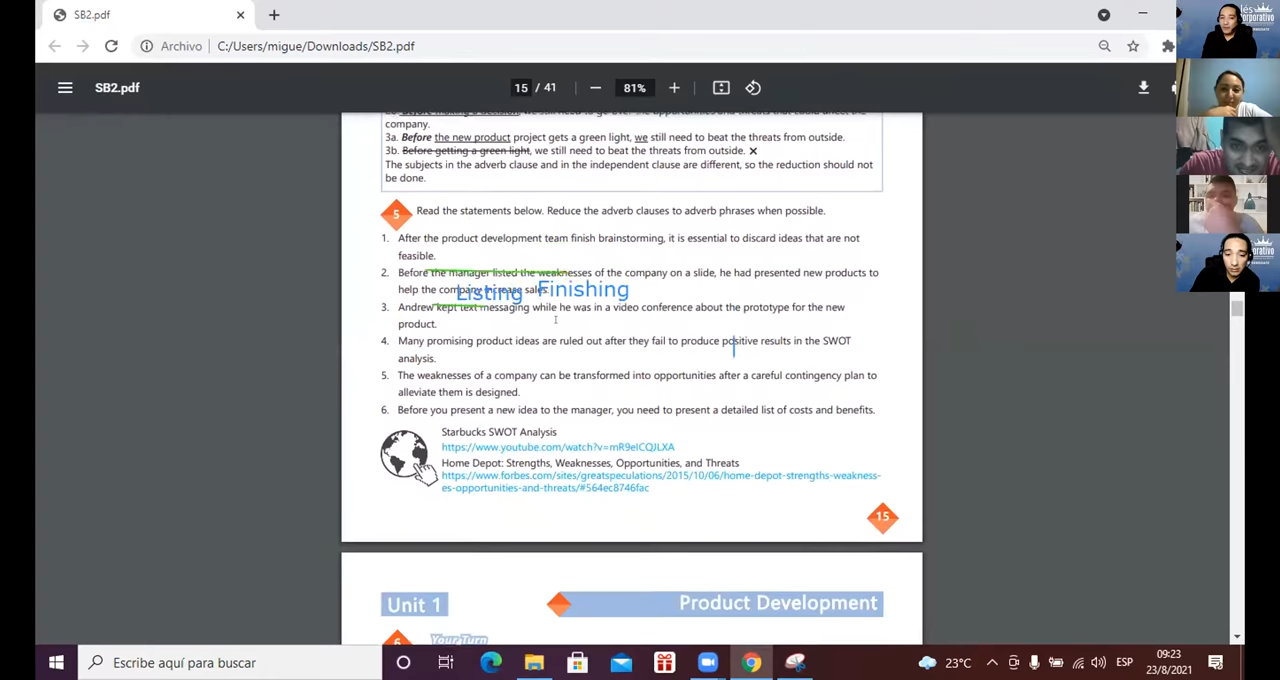 SB2.pdf
Archivo
C:/Users/migue/Downloads/SB2.pdf
SB2.pdf
15 / 41
81%
company.
3a. Before the new product project gets a green light, we still need to beat the threats from outside.
3b. Before getting a green light, we still need to beat the threats from outside. ×
The subjects in the adverb clause and in the independent clause are different, so the reduction should not
be done.
5 Read the statements below. Reduce the adverb clauses to adverb phrases when possible.
1. After the product development team finish brainstorming, it is essential to discard ideas that are not
feasible.
2. Before the manager listed the weaknesses of the company on a slide, he had presented new products to
help the company increase sales.
Listing Finishing
3. Andrew kept text messaging while he was in a video conference about the prototype for the new
product.
4. Many promising product ideas are ruled out after they fail to produce positive results in the SWOT
analysis.
5. The weaknesses of a company can be transformed into opportunities after a careful contingency plan to
alleviate them is designed.
6. Before you present a new idea to the manager, you need to present a detailed list of costs and benefits.
Starbucks SWOT Analysis
https://www.youtube.com/watch?v=mR9eICQJLXA
Home Depot: Strengths, Weaknesses, Opportunities, and Threats
https://www.forbes.com/sites/greatspeculations/2015/10/06/home-depot-strengths-weakness-
es-opportunities-and-threats/#564ec8746fac
15
Unit 1
Product Development
6 Your Turn
Escribe aquí para buscar
23°C
ESP
09:23
23/8/2021